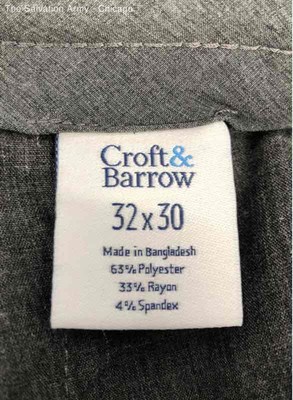 The Salvation Army - Chicago
Croft&
Barrow
32x30
Made in Bangladesh
63% Polyester
33% Rayon
4% Spandex